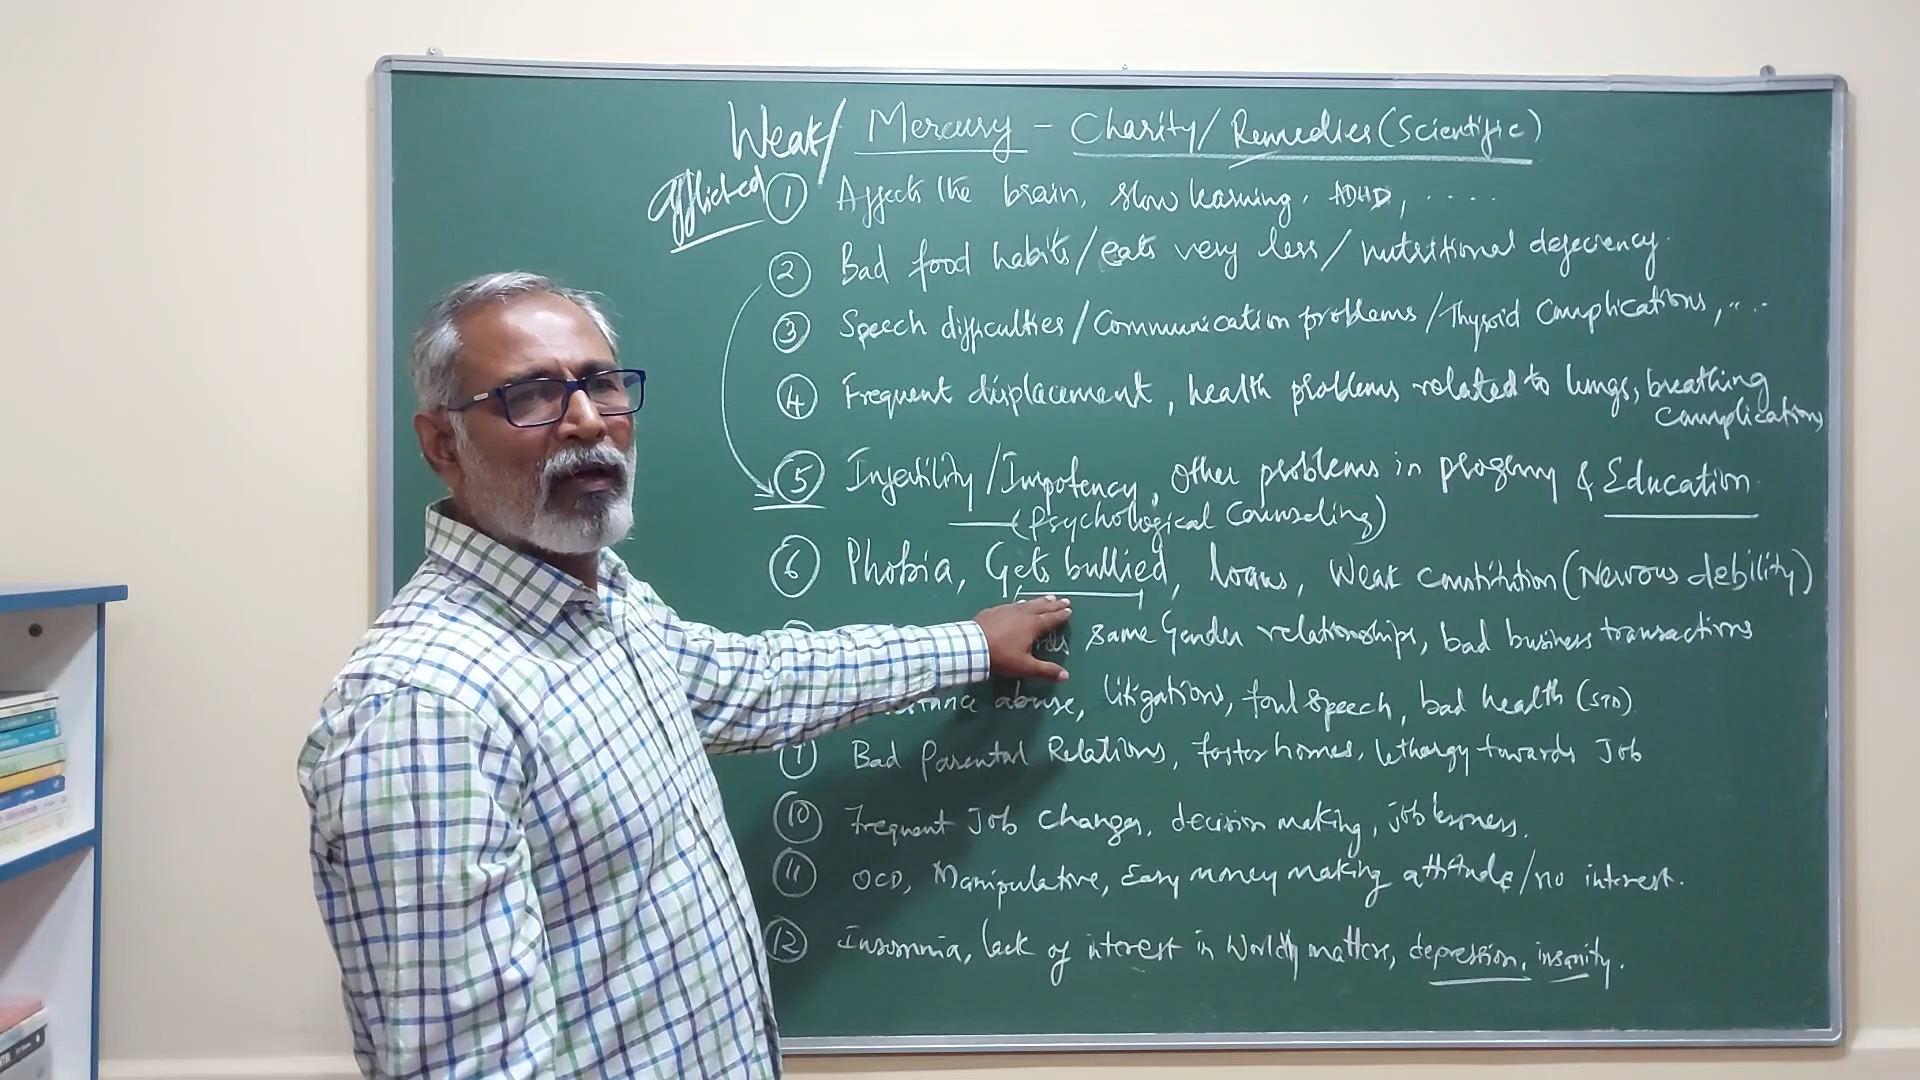 Weak/ Mercury - Charity/Remedies (Scientific)
afflicted
1 Affects the brain, slow learning, ADHD, ....
2 Bad food habits/eats very less/nutritional deficiency.
3 Speech difficulties/Communication problems/Thyroid Complications, ....
4 Frequent displacement, health problems related to lungs, breathing
complications
5 Infertility/Impotency, other problems in progeny & Education.
(Psychological Counseling)
6 Phobia, Gets bullied, loans, Weak constitution (Nervous debility)
same Gender relationships, bad business transactions
abuse, litigations, foul speech, bad health (STD).
9 Bad Parental Relations, foster homes, lethargy towards Job
10 Frequent Job changes, decision making, joblessness.
11 OCD, Manipulative, Easy money making attitude/no interest.
12 Insomnia, lack of interest in Worldly matters, depression, insanity.